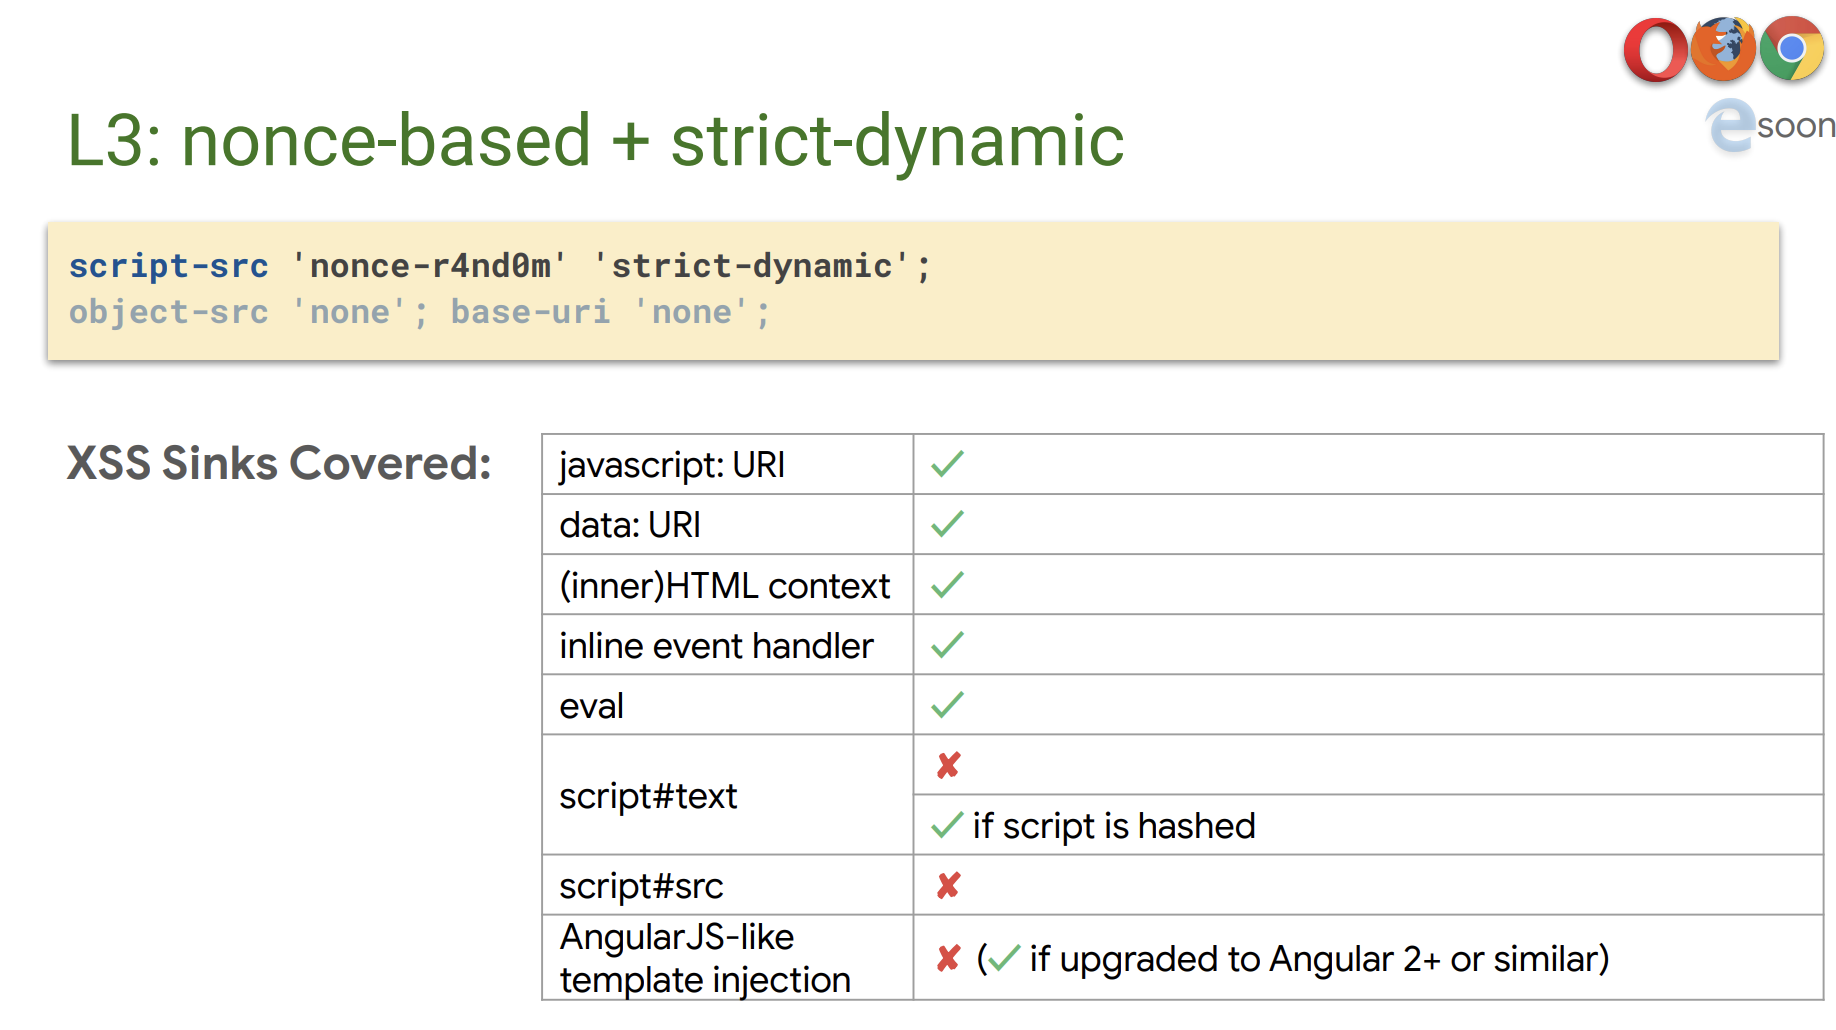 soon
L3: nonce-based + strict-dynamic
script-src 'nonce-r4nd0m' 'strict-dynamic';
object-src 'none'; base-uri 'none';
XSS Sinks Covered:
javascript: URI ✓
data: URI ✓
(inner)HTML context ✓
inline event handler ✓
eval ✓
script#text ✘
✓ if script is hashed
script#src ✘
AngularJS-like
template injection ✘ (✓ if upgraded to Angular 2+ or similar)